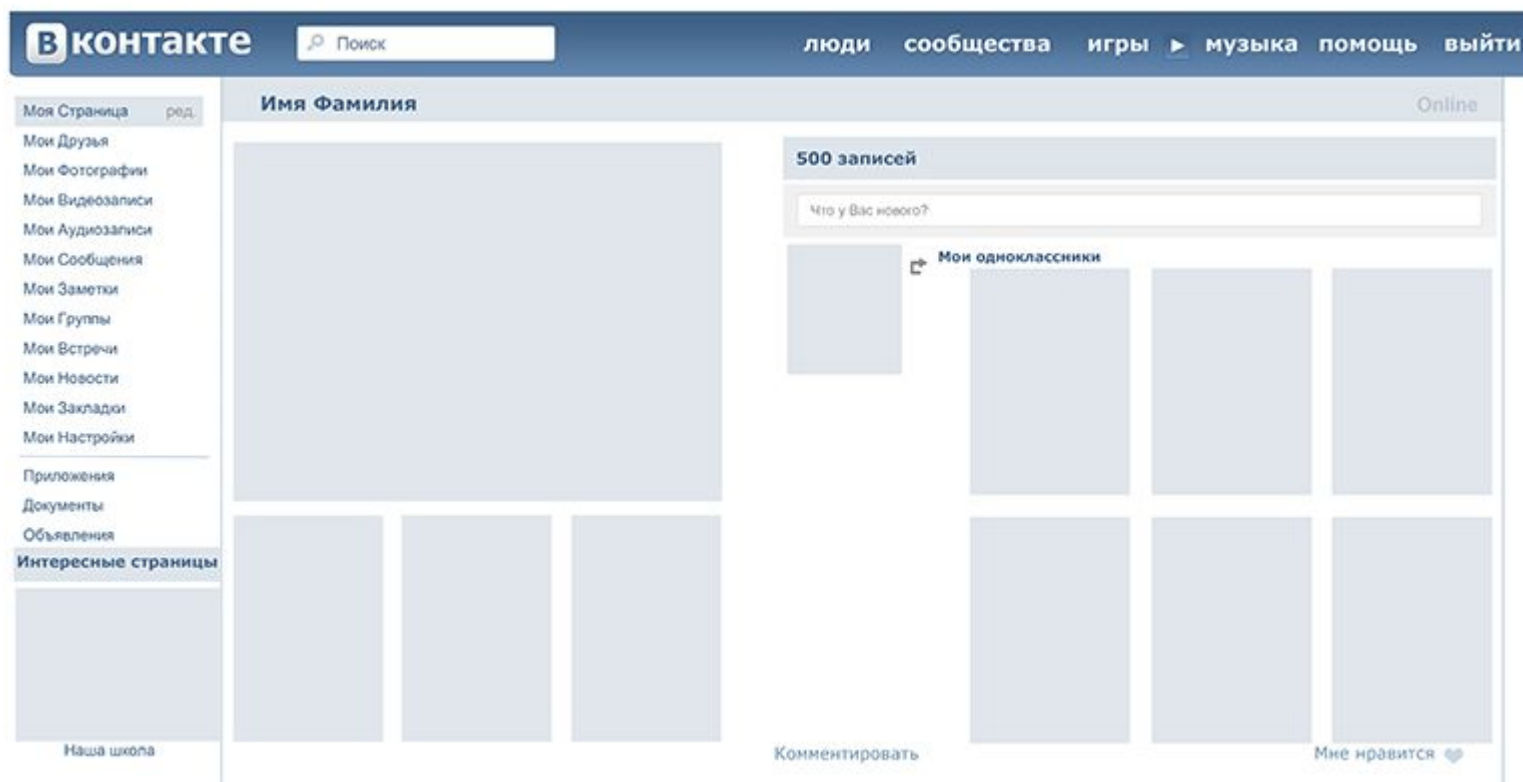 В контакте
Поиск
люди сообщества игры музыка помощь выйти
Моя Страница ред.
Мои Друзья
Мои Фотографии
Мои Видеозаписи
Мои Аудиозаписи
Мои Сообщения
Мои Заметки
Мои Группы
Мои Встречи
Мои Новости
Мои Закладки
Мои Настройки
Приложения
Документы
Объявления
Интересные страницы
Наша школа
Имя Фамилия
Online
500 записей
Что у Вас нового?
Мои одноклассники
Комментировать
Мне нравится